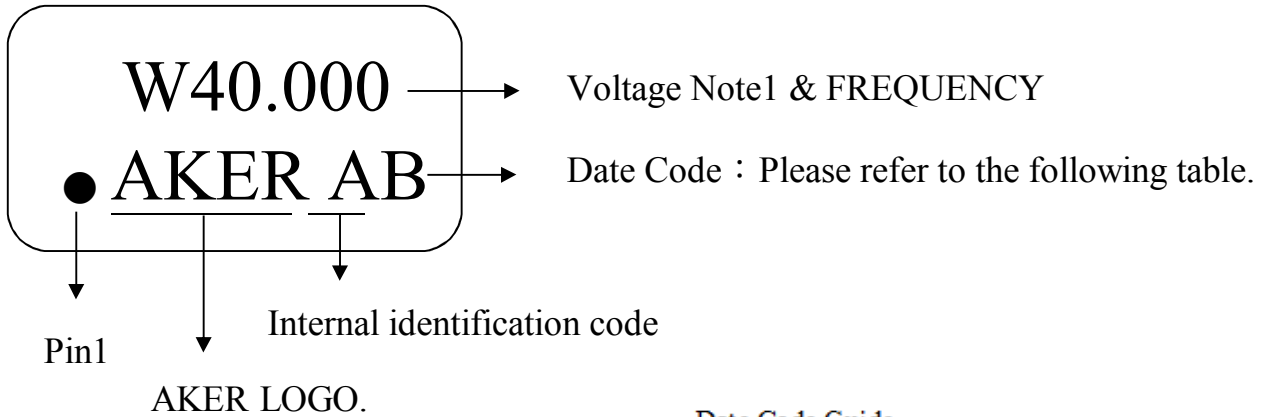 W40.000
Voltage Note1 & FREQUENCY
AKER AB
Date Code：Please refer to the following table.
Internal identification code
Pin1
AKER LOGO.